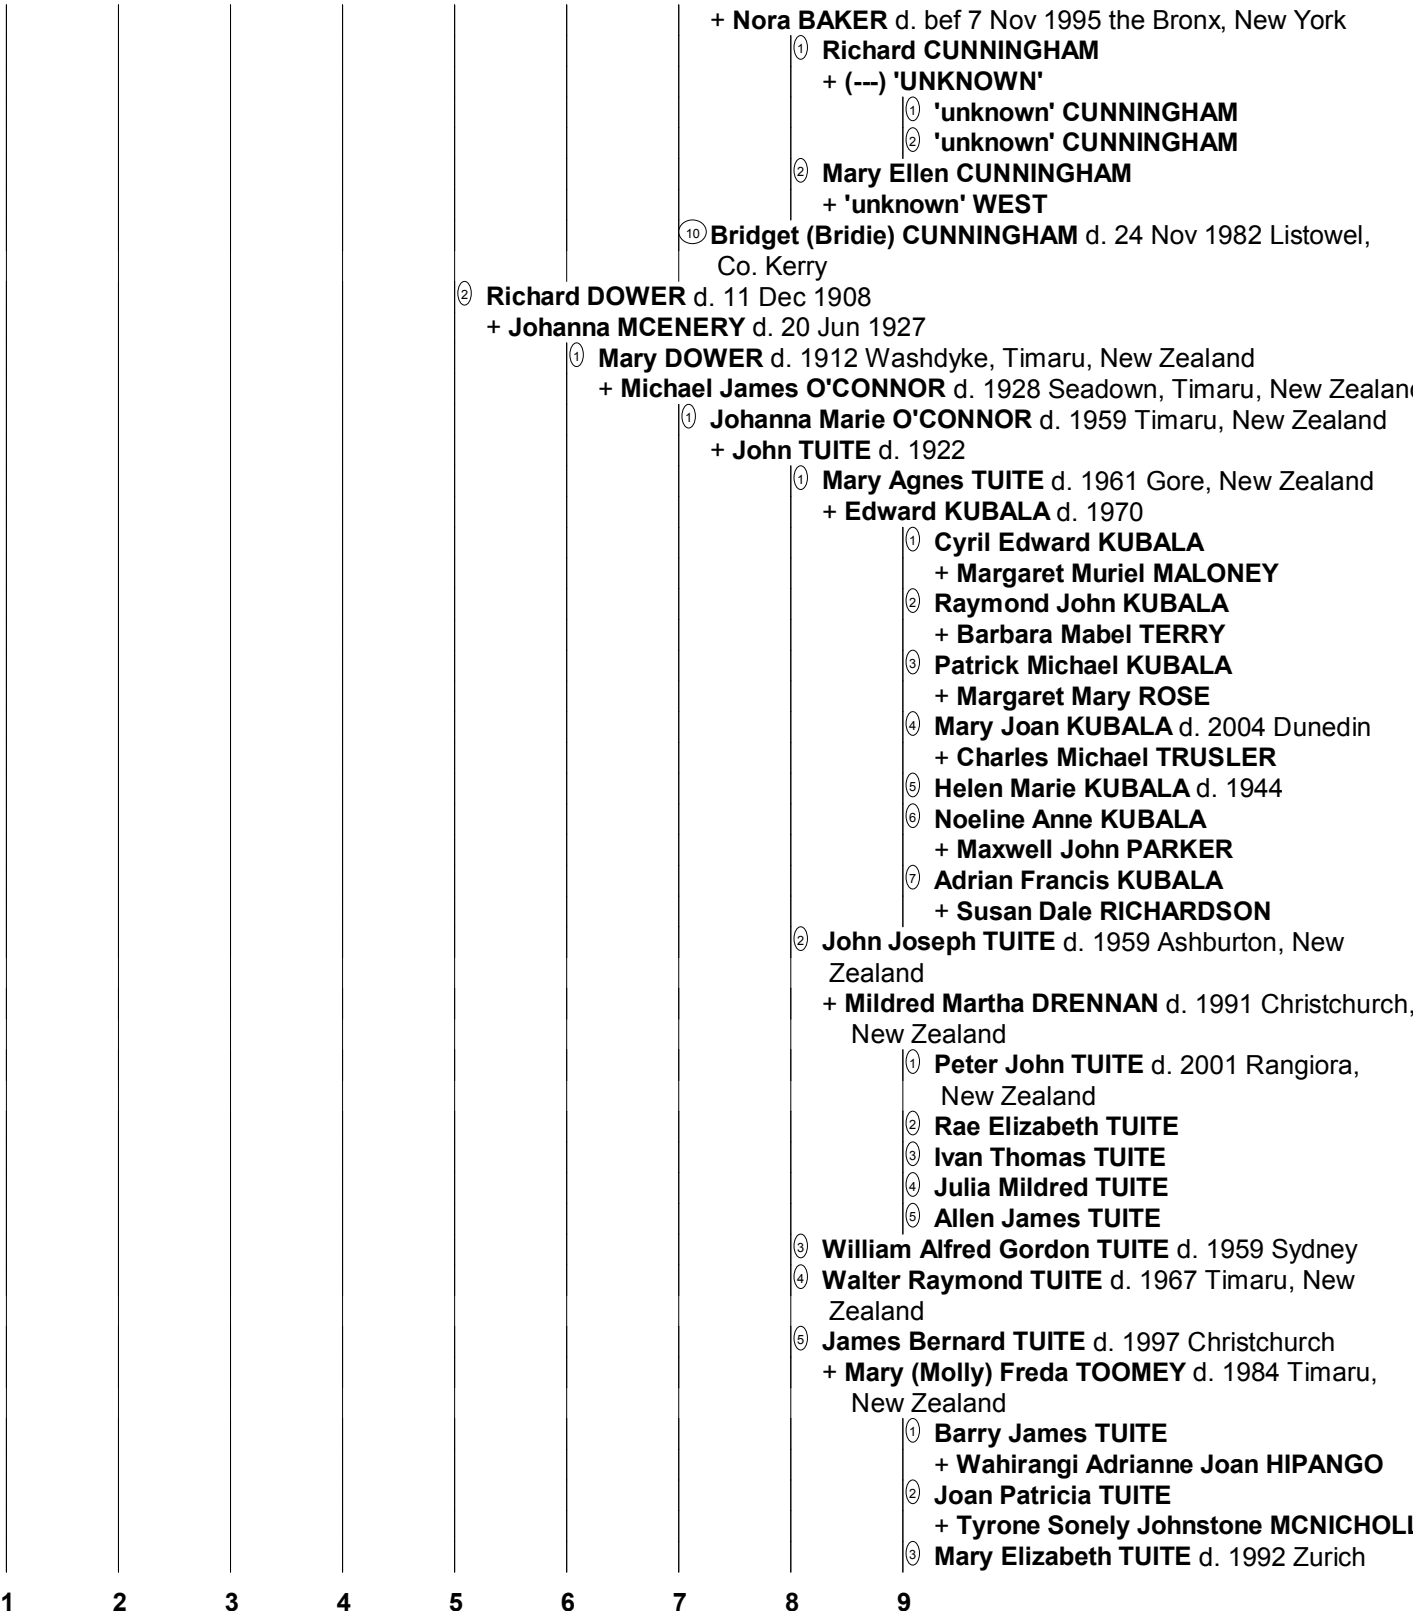 + Nora BAKER d. bef 7 Nov 1995 the Bronx, New York
1 Richard CUNNINGHAM
+ (---) 'UNKNOWN'
1 'unknown' CUNNINGHAM
2 'unknown' CUNNINGHAM
2 Mary Ellen CUNNINGHAM
+ 'unknown' WEST
10 Bridget (Bridie) CUNNINGHAM d. 24 Nov 1982 Listowel,
Co. Kerry
2 Richard DOWER d. 11 Dec 1908
+ Johanna MCENERY d. 20 Jun 1927
1 Mary DOWER d. 1912 Washdyke, Timaru, New Zealand
+ Michael James O'CONNOR d. 1928 Seadown, Timaru, New Zealand
1 Johanna Marie O'CONNOR d. 1959 Timaru, New Zealand
+ John TUITE d. 1922
1 Mary Agnes TUITE d. 1961 Gore, New Zealand
+ Edward KUBALA d. 1970
1 Cyril Edward KUBALA
+ Margaret Muriel MALONEY
2 Raymond John KUBALA
+ Barbara Mabel TERRY
3 Patrick Michael KUBALA
+ Margaret Mary ROSE
4 Mary Joan KUBALA d. 2004 Dunedin
+ Charles Michael TRUSLER
5 Helen Marie KUBALA d. 1944
6 Noeline Anne KUBALA
+ Maxwell John PARKER
7 Adrian Francis KUBALA
+ Susan Dale RICHARDSON
2 John Joseph TUITE d. 1959 Ashburton, New
Zealand
+ Mildred Martha DRENNAN d. 1991 Christchurch,
New Zealand
1 Peter John TUITE d. 2001 Rangiora,
New Zealand
2 Rae Elizabeth TUITE
3 Ivan Thomas TUITE
4 Julia Mildred TUITE
5 Allen James TUITE
3 William Alfred Gordon TUITE d. 1959 Sydney
4 Walter Raymond TUITE d. 1967 Timaru, New
Zealand
5 James Bernard TUITE d. 1997 Christchurch
+ Mary (Molly) Freda TOOMEY d. 1984 Timaru,
New Zealand
1 Barry James TUITE
+ Wahirangi Adrianne Joan HIPANGO
2 Joan Patricia TUITE
+ Tyrone Sonely Johnstone MCNICHOLL
3 Mary Elizabeth TUITE d. 1992 Zurich
1 2 3 4 5 6 7 8 9